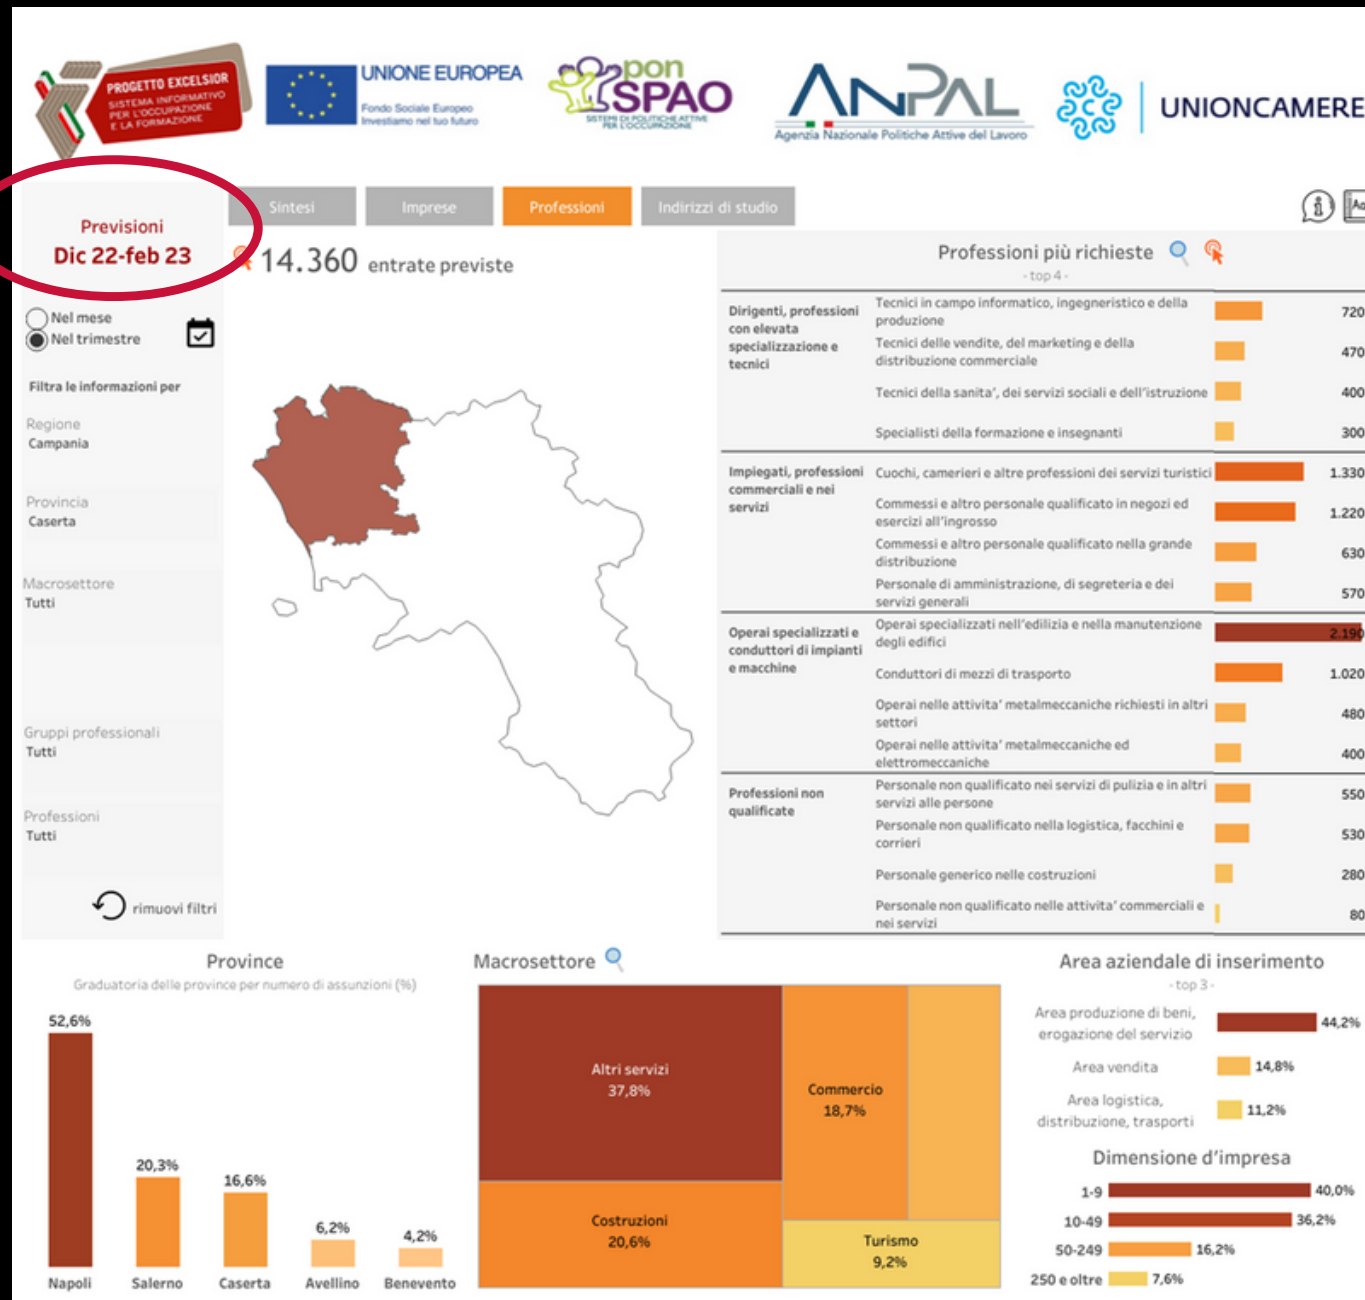 PROGETTO EXCELSIOR
SISTEMA INFORMATIVO
PER L'OCCUPAZIONE
E LA FORMAZIONE
UNIONE EUROPEA
Fondo Sociale Europeo
Investiamo nel tuo futuro
pon
SPAO
SISTEMI DI POLITICHE ATTIVE
PER L'OCCUPAZIONE
ANPAL
Agenzia Nazionale Politiche Attive del Lavoro
UNIONCAMERE
Previsioni
Dic 22-feb 23
Sintesi
Imprese
Professioni
Indirizzi di studio
14.360 entrate previste
Nel mese
Nel trimestre
Filtra le informazioni per
Regione
Campania
Provincia
Caserta
Macrosettore
Tutti
Gruppi professionali
Tutti
Professioni
Tutti
rimuovi filtri
Professioni più richieste
- top 4 -
Dirigenti, professioni
con elevata
specializzazione e
tecnici
Tecnici in campo informatico, ingegneristico e della
produzione
720
Tecnici delle vendite, del marketing e della
distribuzione commerciale
470
Tecnici della sanita', dei servizi sociali e dell'istruzione
400
Specialisti della formazione e insegnanti
300
Impiegati, professioni
commerciali e nei
servizi
Cuochi, camerieri e altre professioni dei servizi turistici
1.330
Commessi e altro personale qualificato in negozi ed
esercizi all'ingrosso
1.220
Commessi e altro personale qualificato nella grande
distribuzione
630
Personale di amministrazione, di segreteria e dei
servizi generali
570
Operai specializzati e
conduttori di impianti
e macchine
Operai specializzati nell'edilizia e nella manutenzione
degli edifici
2.190
Conduttori di mezzi di trasporto
1.020
Operai nelle attivita' metalmeccaniche richiesti in altri
settori
480
Operai nelle attivita' metalmeccaniche ed
elettromeccaniche
400
Professioni non
qualificate
Personale non qualificato nei servizi di pulizia e in altri
servizi alle persone
550
Personale non qualificato nella logistica, facchini e
corrieri
530
Personale generico nelle costruzioni
280
Personale non qualificato nelle attivita' commerciali e
nei servizi
80
Province
Graduatoria delle province per numero di assunzioni (%)
52,6%
20,3%
16,6%
6,2%
4,2%
Napoli
Salerno
Caserta
Avellino
Benevento
Macrosettore
Altri servizi
37,8%
Commercio
18,7%
Costruzioni
20,6%
Turismo
9,2%
Area aziendale di inserimento
- top 3 -
Area produzione di beni,
erogazione del servizio
44,2%
Area vendita
14,8%
Area logistica,
distribuzione, trasporti
11,2%
Dimensione d'impresa
1-9
40,0%
10-49
36,2%
50-249
16,2%
250 e oltre
7,6%